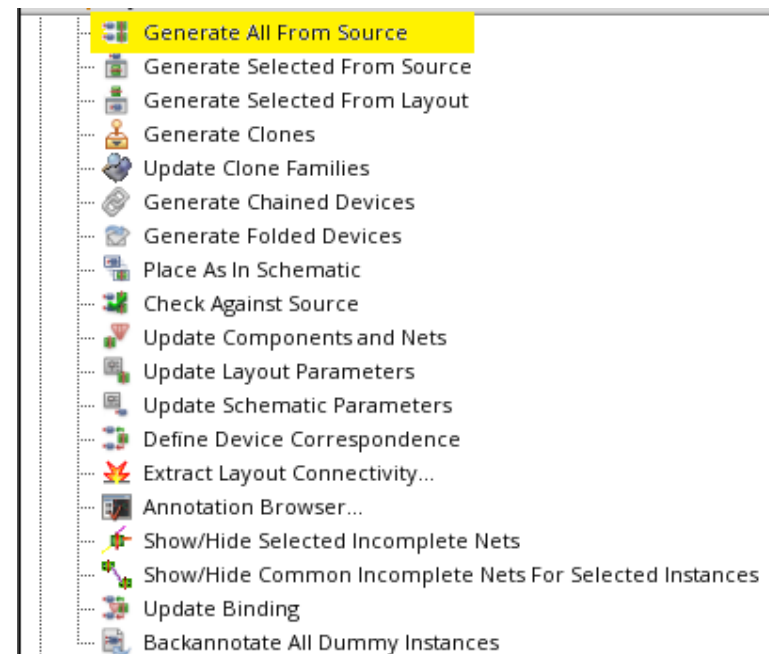 Generate All From Source
Generate Selected From Source
Generate Selected From Layout
Generate Clones
Update Clone Families
Generate Chained Devices
Generate Folded Devices
Place As In Schematic
Check Against Source
Update Components and Nets
Update Layout Parameters
Update Schematic Parameters
Define Device Correspondence
Extract Layout Connectivity...
Annotation Browser...
Show/Hide Selected Incomplete Nets
Show/Hide Common Incomplete Nets For Selected Instances
Update Binding
Backannotate All Dummy Instances